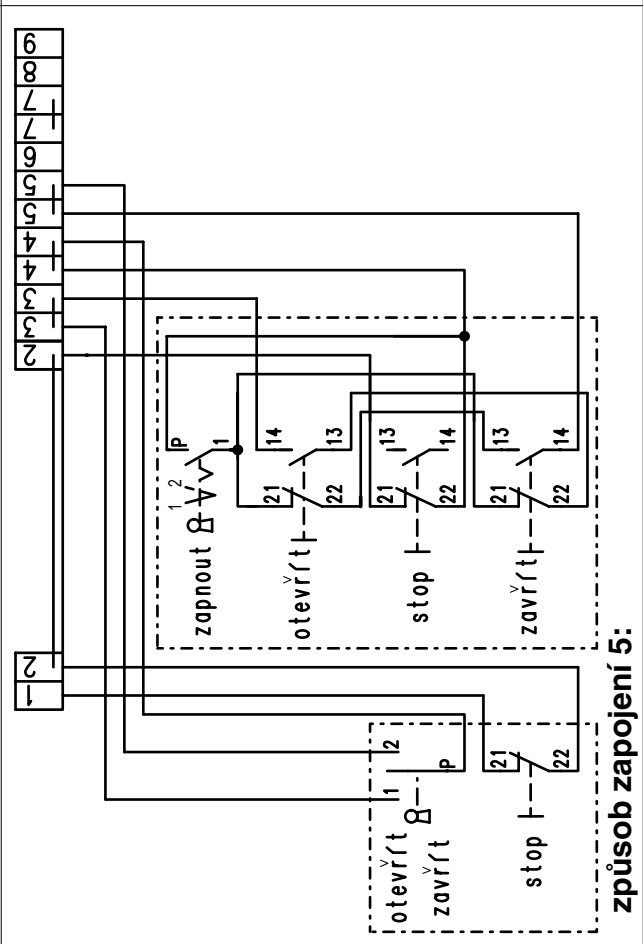 1 2 2 3 3 4 4 5 5 6 7 7 8 9
1 2 P
zapnout
1
21 14
otevřít
22 13
21 13
stop
22 14
21 13
zavřít
22 14
otevřít 1 2
zavřít P
21
stop
22
způsob zapojení 5: